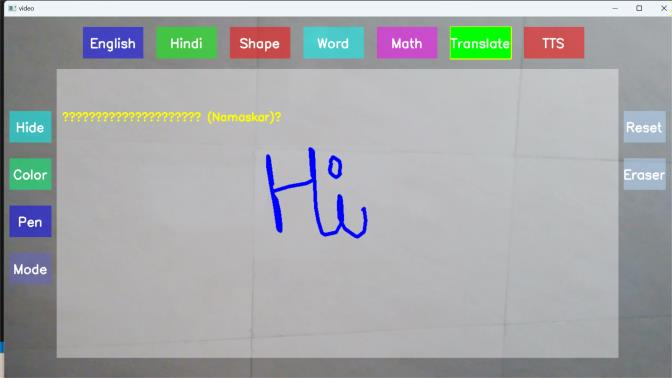 video
English Hindi Shape Word Math Translate TTS
????????????????????? (Namaskar)?
Hide
Reset
Color
Eraser
Pen
Mode
Hi